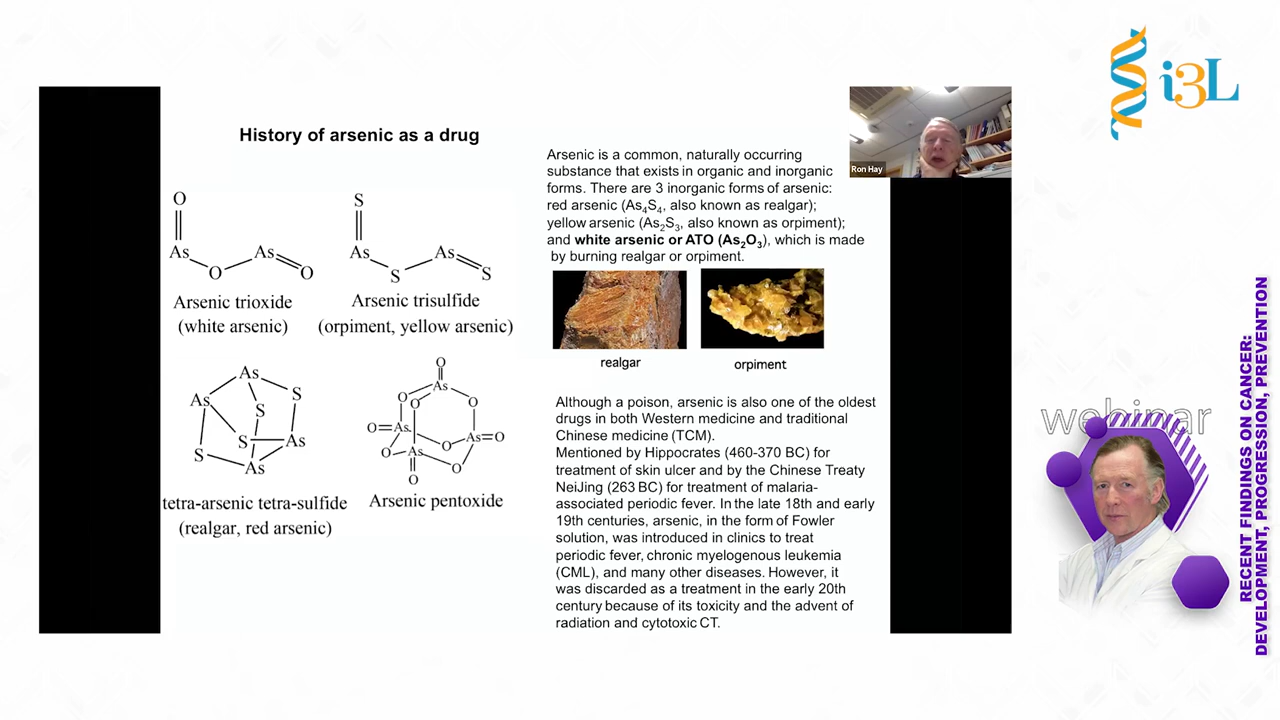 i3L
History of arsenic as a drug
Ron Hay
Arsenic is a common, naturally occurring
substance that exists in organic and inorganic
forms. There are 3 inorganic forms of arsenic:
red arsenic (As4S4, also known as realgar);
yellow arsenic (As2S3, also known as orpiment);
and white arsenic or ATO (As2O3), which is made
by burning realgar or orpiment.
realgar
orpiment
O
As
O
As
O
Arsenic trioxide
(white arsenic)
S
As
S
As
S
Arsenic trisulfide
(orpiment, yellow arsenic)
As
As
S
S
S
As
S
As
tetra-arsenic tetra-sulfide
(realgar, red arsenic)
O
As
O
O
O
O=As
As=O
O
O
As
O
O
Arsenic pentoxide
Although a poison, arsenic is also one of the oldest
drugs in both Western medicine and traditional
Chinese medicine (TCM).
Mentioned by Hippocrates (460-370 BC) for
treatment of skin ulcer and by the Chinese Treaty
NeiJing (263 BC) for treatment of malaria-
associated periodic fever. In the late 18th and early
19th centuries, arsenic, in the form of Fowler
solution, was introduced in clinics to treat
periodic fever, chronic myelogenous leukemia
(CML), and many other diseases. However, it
was discarded as a treatment in the early 20th
century because of its toxicity and the advent of
radiation and cytotoxic CT.
webinar
RECENT FINDINGS ON CANCER:
DEVELOPMENT, PROGRESSION, PREVENTION